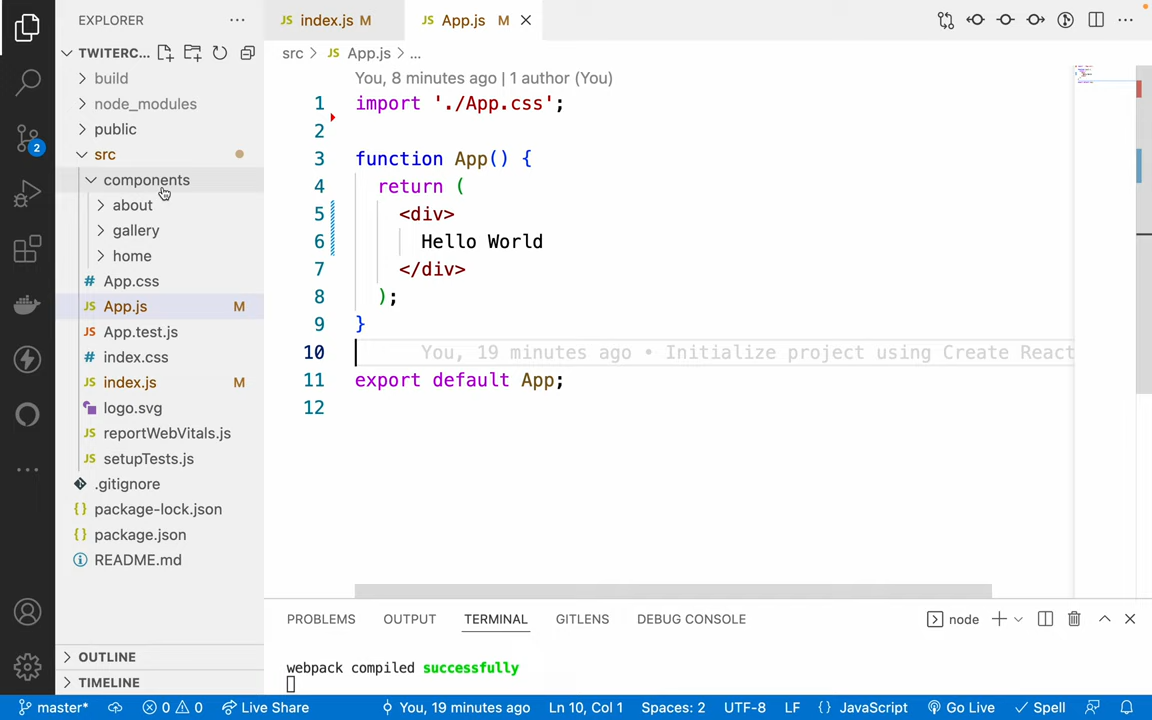 EXPLORER
TWITERC...
build
node_modules
public
src
components
about
gallery
home
App.css
App.js M
App.test.js
index.css
index.js M
logo.svg
reportWebVitals.js
setupTests.js
.gitignore
package-lock.json
package.json
README.md
OUTLINE
TIMELINE
2
JS index.js M
JS App.js M
src > JS App.js > ...
You, 8 minutes ago | 1 author (You)
1 import './App.css';
2
3 function App() {
4 return (
5 <div>
6 Hello World
7 </div>
8 );
9 }
10 You, 19 minutes ago • Initialize project using Create React
11 export default App;
12
PROBLEMS OUTPUT TERMINAL GITLENS DEBUG CONSOLE node
webpack compiled successfully
master* 0 0 Live Share You, 19 minutes ago Ln 10, Col 1 Spaces: 2 UTF-8 LF {} JavaScript Go Live Spell